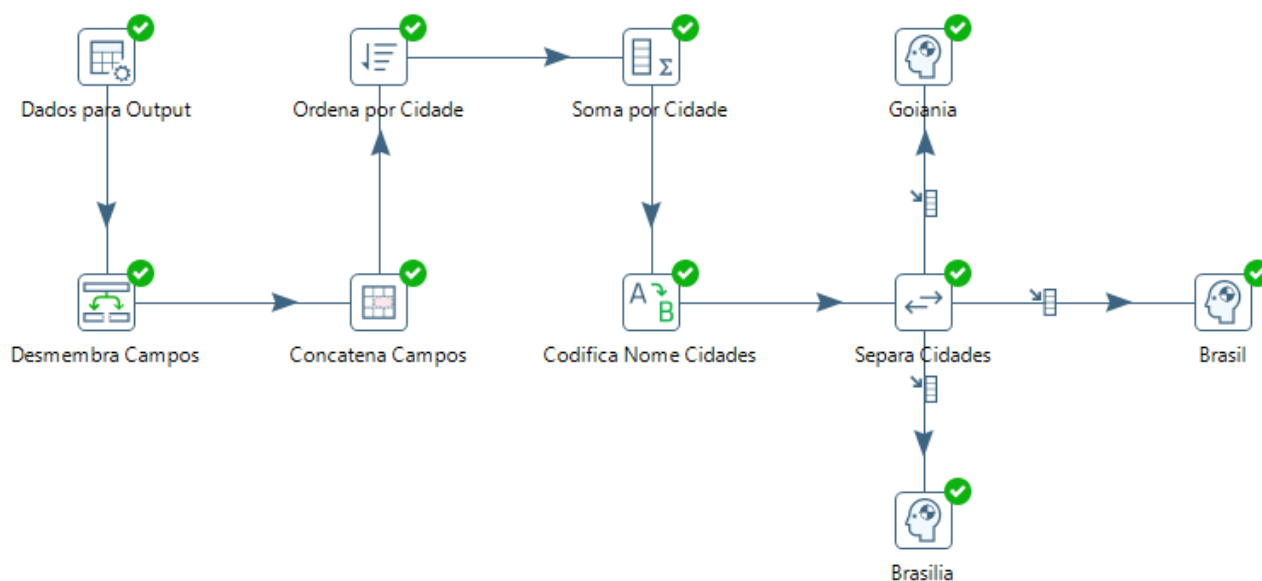 Dados para Output
Ordena por Cidade
Soma por Cidade
Goiania
Desmembra Campos
Concatena Campos
A
B
Codifica Nome Cidades
Separa Cidades
Brasil
Brasilia